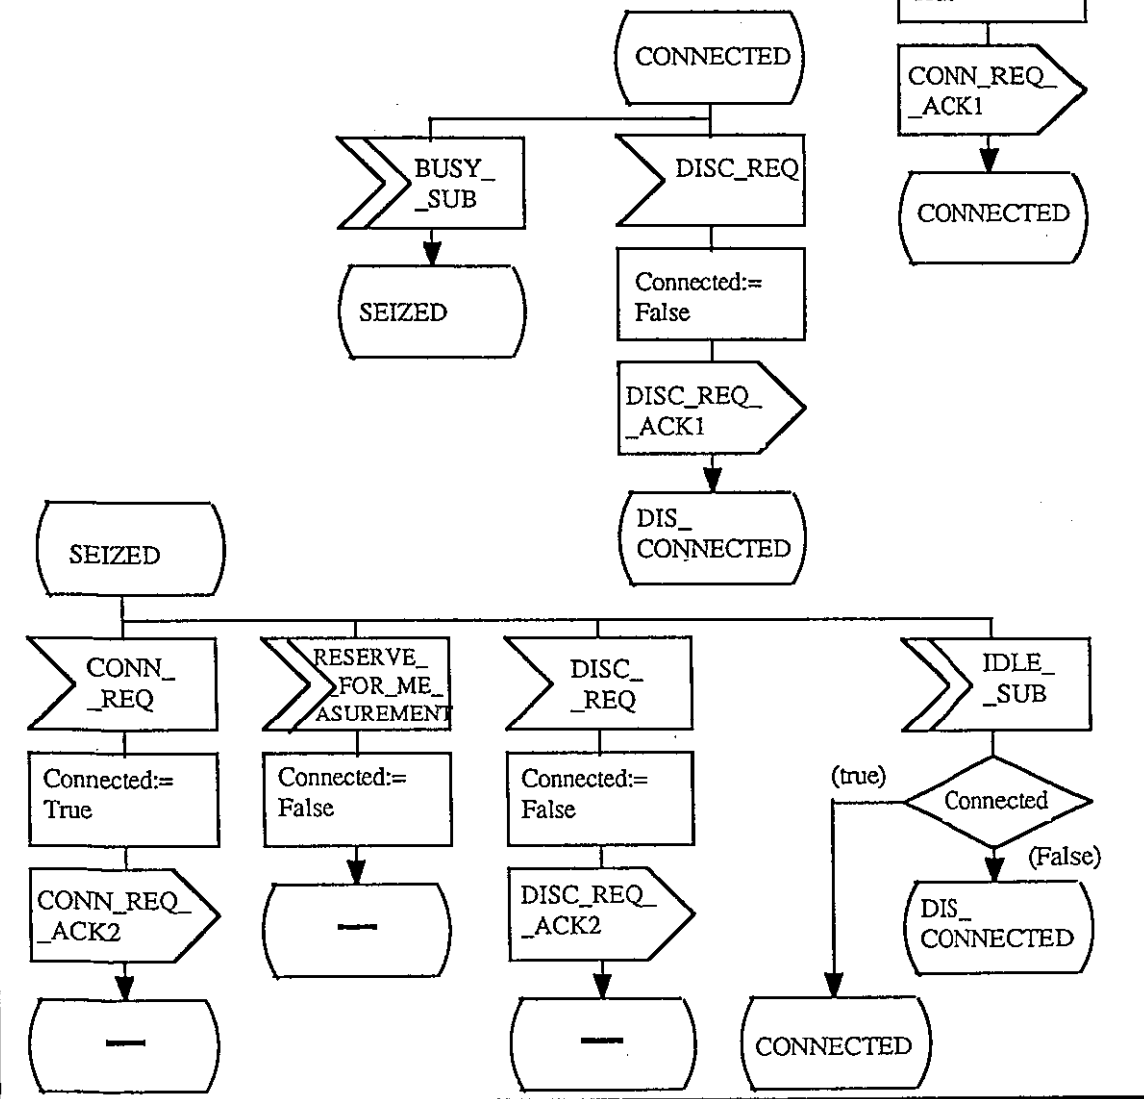 CONNECTED
CONN_REQ_
_ACK1
CONNECTED
BUSY_
_SUB
SEIZED
DISC_REQ
Connected:=
False
DISC_REQ_
_ACK1
DIS_
CONNECTED
SEIZED
CONN_
_REQ
Connected:=
True
CONN_REQ_
_ACK2
—
RESERVE_
_FOR_ME_
ASUREMENT
Connected:=
False
—
DISC_
_REQ
Connected:=
False
DISC_REQ_
_ACK2
—
IDLE_
_SUB
(true)
Connected
(False)
DIS_
CONNECTED
CONNECTED